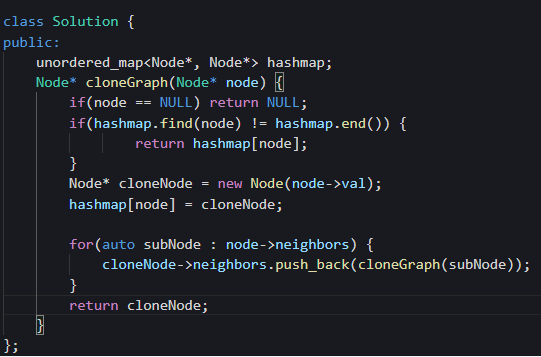 class Solution {
public:
    unordered_map<Node*, Node*> hashmap;
    Node* cloneGraph(Node* node) {
        if(node == NULL) return NULL;
        if(hashmap.find(node) != hashmap.end()) {
                return hashmap[node];
        }
        Node* cloneNode = new Node(node->val);
        hashmap[node] = cloneNode;

        for(auto subNode : node->neighbors) {
            cloneNode->neighbors.push_back(cloneGraph(subNode));
        }
        return cloneNode;
    }
};